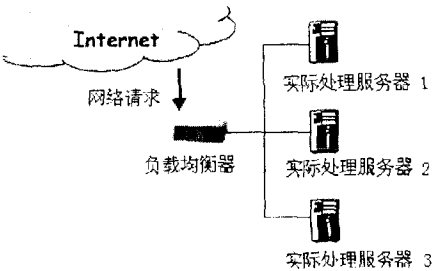 Internet
网络请求
负载均衡器
实际处理服务器 1
实际处理服务器 2
实际处理服务器 3